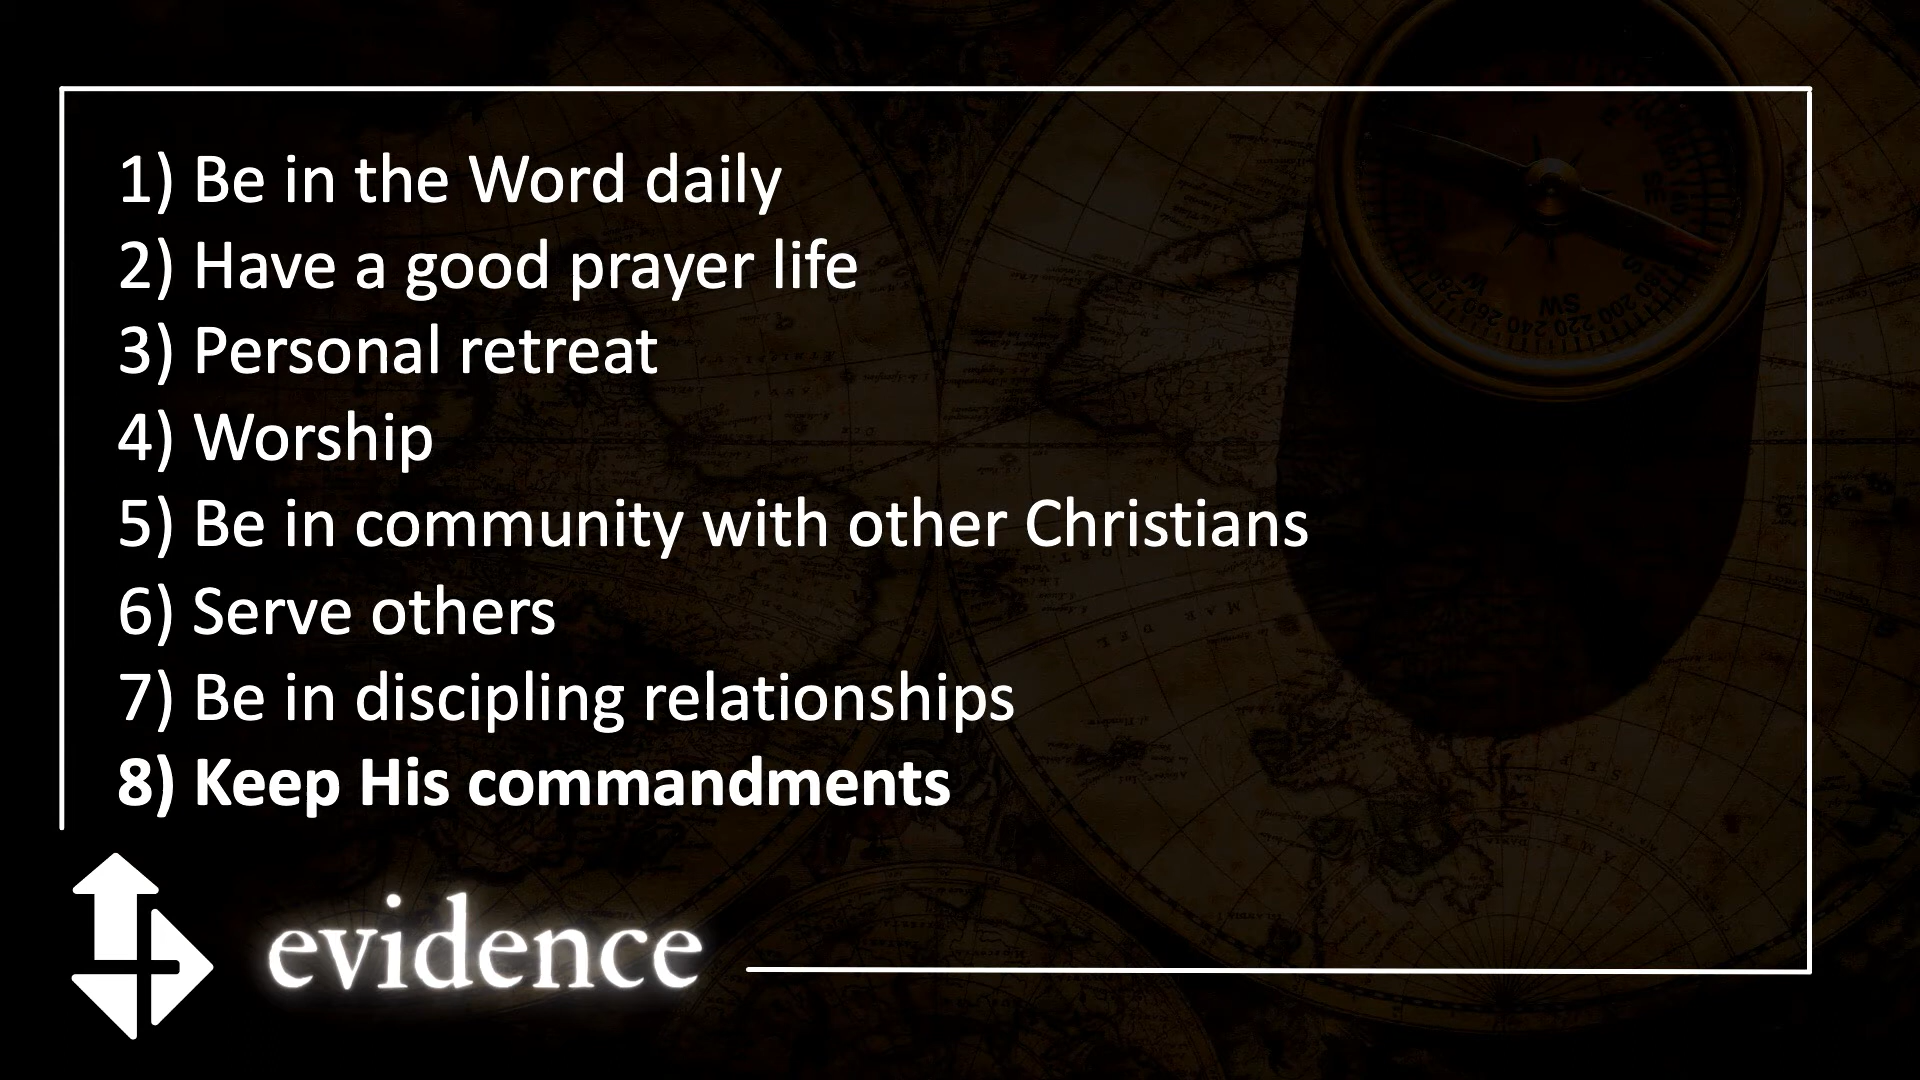 1) Be in the Word daily
2) Have a good prayer life
3) Personal retreat
4) Worship
5) Be in community with other Christians
6) Serve others
7) Be in discipling relationships
8) Keep His commandments
evidence